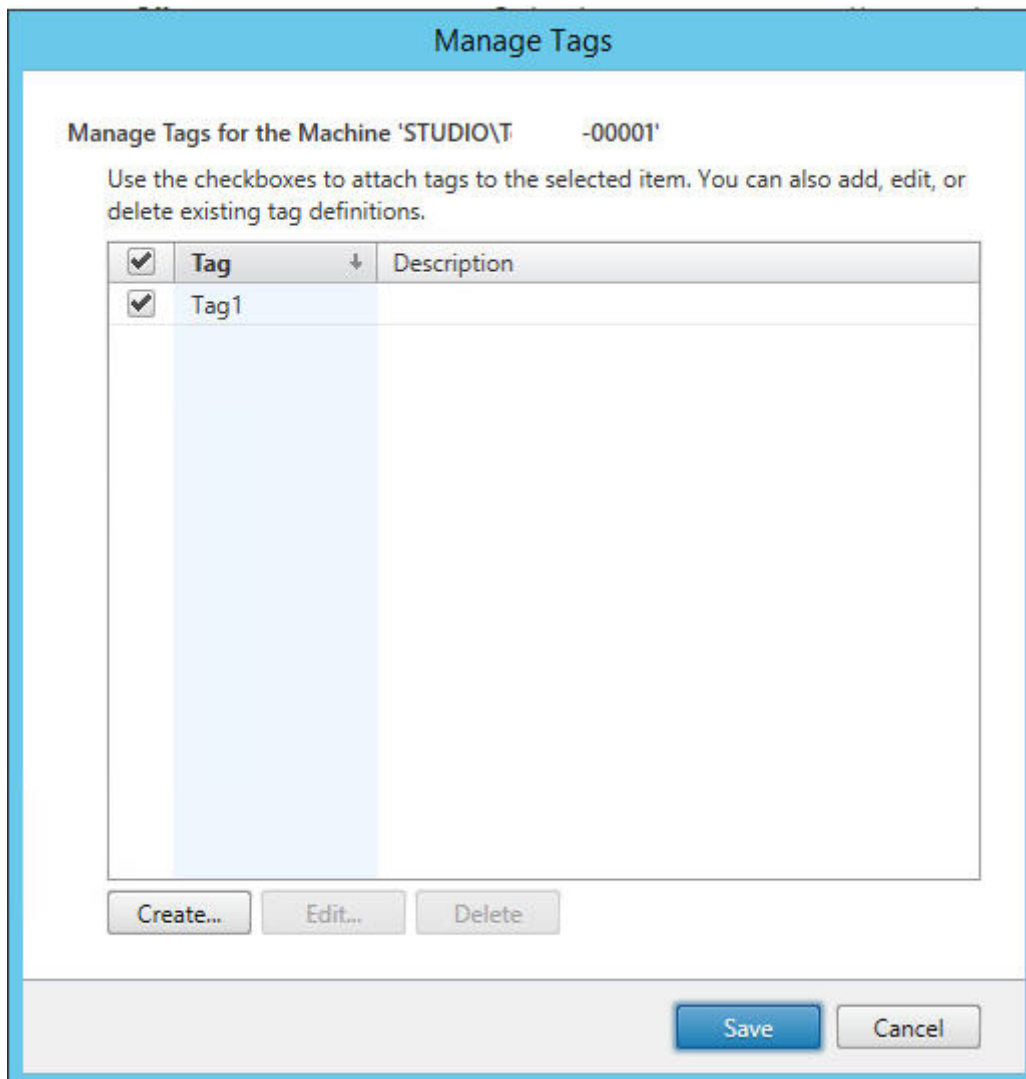 Manage Tags
Manage Tags for the Machine 'STUDIO\T -00001'
Use the checkboxes to attach tags to the selected item. You can also add, edit, or
delete existing tag definitions.
Tag Description
Tag1
Create... Edit... Delete
Save Cancel